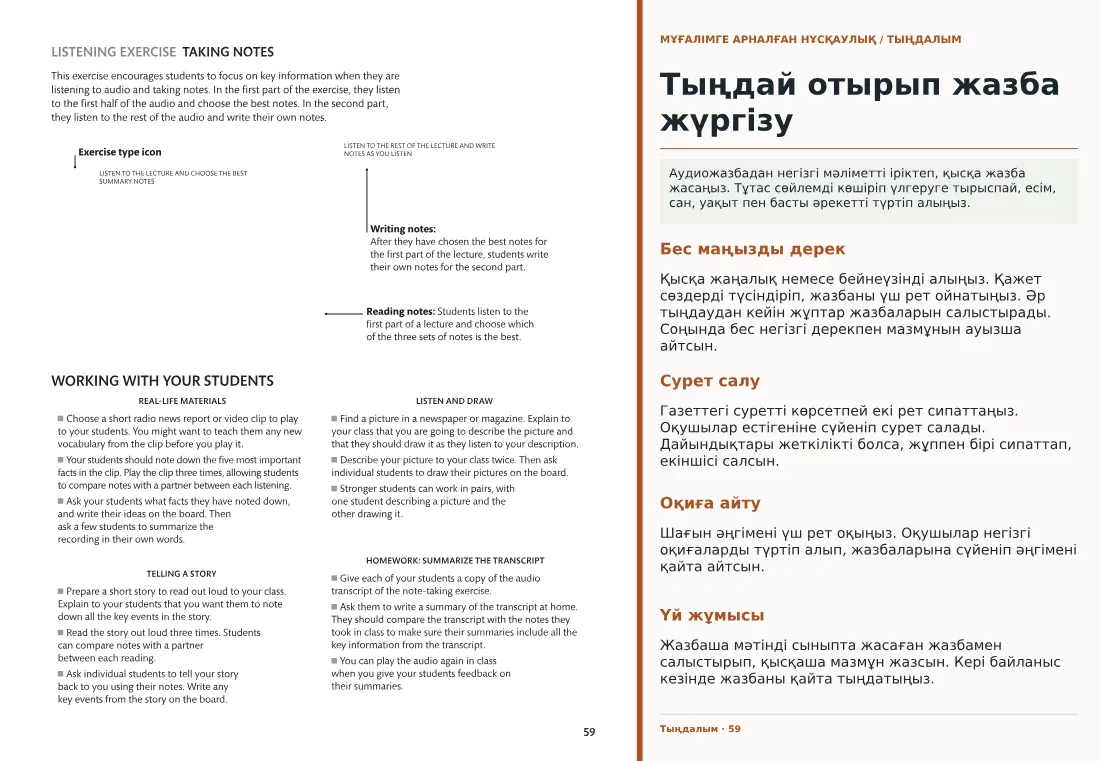 LISTENING EXERCISE TAKING NOTES
This exercise encourages students to focus on key information when they are
listening to audio and taking notes. In the first part of the exercise, they listen
to the first half of the audio and choose the best notes. In the second part,
they listen to the rest of the audio and write their own notes.
Exercise type icon
LISTEN TO THE LECTURE AND CHOOSE THE BEST
SUMMARY NOTES
LISTEN TO THE REST OF THE LECTURE AND WRITE
NOTES AS YOU LISTEN
Writing notes:
After they have chosen the best notes for
the first part of the lecture, students write
their own notes for the second part.
Reading notes: Students listen to the
first part of a lecture and choose which
of the three sets of notes is the best.
WORKING WITH YOUR STUDENTS
REAL-LIFE MATERIALS
■ Choose a short radio news report or video clip to play
to your students. You might want to teach them any new
vocabulary from the clip before you play it.
■ Your students should note down the five most important
facts in the clip. Play the clip three times, allowing students
to compare notes with a partner between each listening.
■ Ask your students what facts they have noted down,
and write their ideas on the board. Then
ask a few students to summarize the
recording in their own words.
TELLING A STORY
■ Prepare a short story to read out loud to your class.
Explain to your students that you want them to note
down all the key events in the story.
■ Read the story out loud three times. Students
can compare notes with a partner
between each reading.
■ Ask individual students to tell your story
back to you using their notes. Write any
key events from the story on the board.
LISTEN AND DRAW
■ Find a picture in a newspaper or magazine. Explain to
your class that you are going to describe the picture and
that they should draw it as they listen to your description.
■ Describe your picture to your class twice. Then ask
individual students to draw their pictures on the board.
■ Stronger students can work in pairs, with
one student describing a picture and the
other drawing it.
HOMEWORK: SUMMARIZE THE TRANSCRIPT
■ Give each of your students a copy of the audio
transcript of the note-taking exercise.
■ Ask them to write a summary of the transcript at home.
They should compare the transcript with the notes they
took in class to make sure their summaries include all the
key information from the transcript.
■ You can play the audio again in class
when you give your students feedback on
their summaries.
59
МҰҒАЛІМГЕ АРНАЛҒАН НҰСҚАУЛЫҚ / ТЫҢДАЛЫМ
Тыңдай отырып жазба
жүргізу
Аудиожазбадан негізгі мәліметті іріктеп, қысқа жазба
жасаңыз. Тұтас сөйлемді көшіріп үлгеруге тырыспай, есім,
сан, уақыт пен басты әрекетті түртіп алыңыз.
Бес маңызды дерек
Қысқа жаңалық немесе бейнеүзінді алыңыз. Қажет
сөздерді түсіндіріп, жазбаны үш рет ойнатыңыз. Әр
тыңдаудан кейін жұптар жазбаларын салыстырады.
Соңында бес негізгі дерекпен мазмұнын ауызша
айтсын.
Сурет салу
Газеттегі суретті көрсетпей екі рет сипаттаңыз.
Оқушылар естігеніне сүйеніп сурет салады.
Дайындықтары жеткілікті болса, жұппен бірі сипаттап,
екіншісі салсын.
Оқиға айту
Шағын әңгімені үш рет оқыңыз. Оқушылар негізгі
оқиғаларды түртіп алып, жазбаларына сүйеніп әңгімені
қайта айтсын.
Үй жұмысы
Жазбаша мәтінді сыныпта жасаған жазбамен
салыстырып, қысқаша мазмұн жазсын. Кері байланыс
кезінде жазбаны қайта тыңдатыңыз.
Тыңдалым · 59